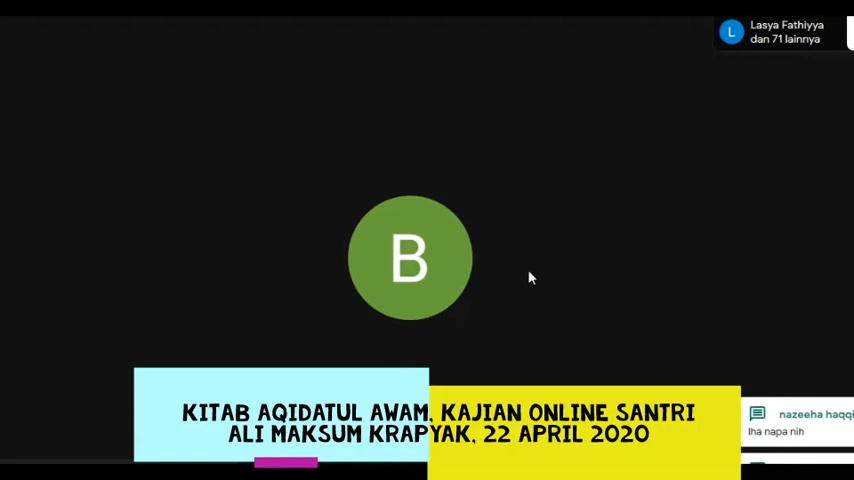 L
Lasya Fathiyya
dan 71 lainnya
B
KITAB AQIDATUL AWAM, KAJIAN ONLINE SANTRI
ALI MAKSUM KRAPYAK, 22 APRIL 2020
nazeeha haqqi
lha napa nih